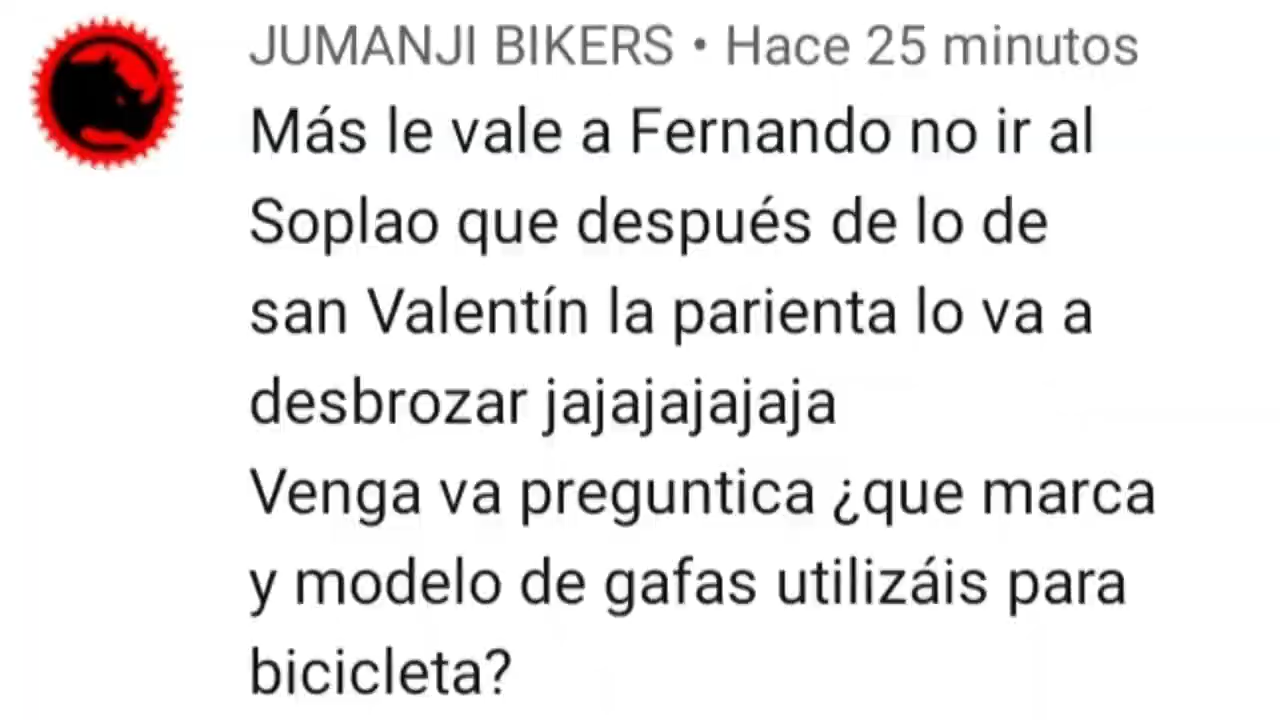 JUMANJI BIKERS • Hace 25 minutos
Más le vale a Fernando no ir al
Soplao que después de lo de
san Valentín la parienta lo va a
desbrozar jajajajajaja
Venga va preguntica ¿que marca
y modelo de gafas utilizáis para
bicicleta?